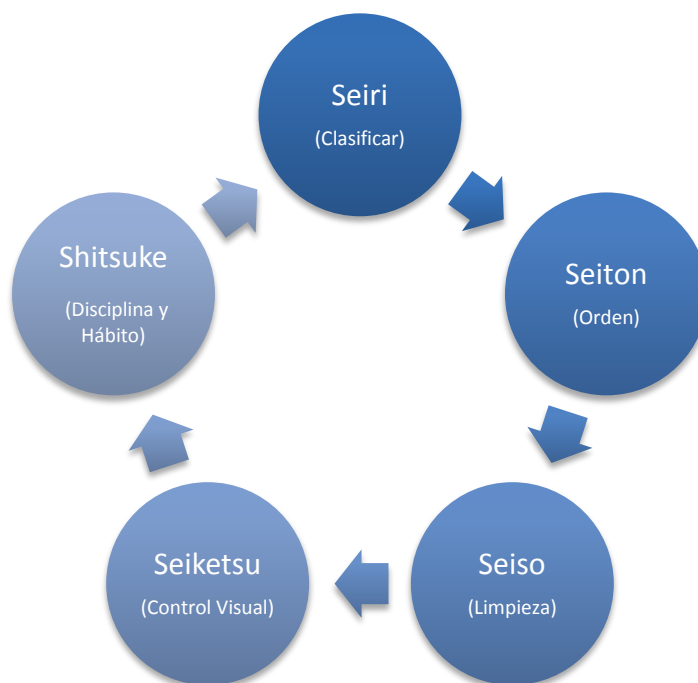 Seiri
(Clasificar)
Seiton
(Orden)
Seiso
(Limpieza)
Seiketsu
(Control Visual)
Shitsuke
(Disciplina y
Hábito)